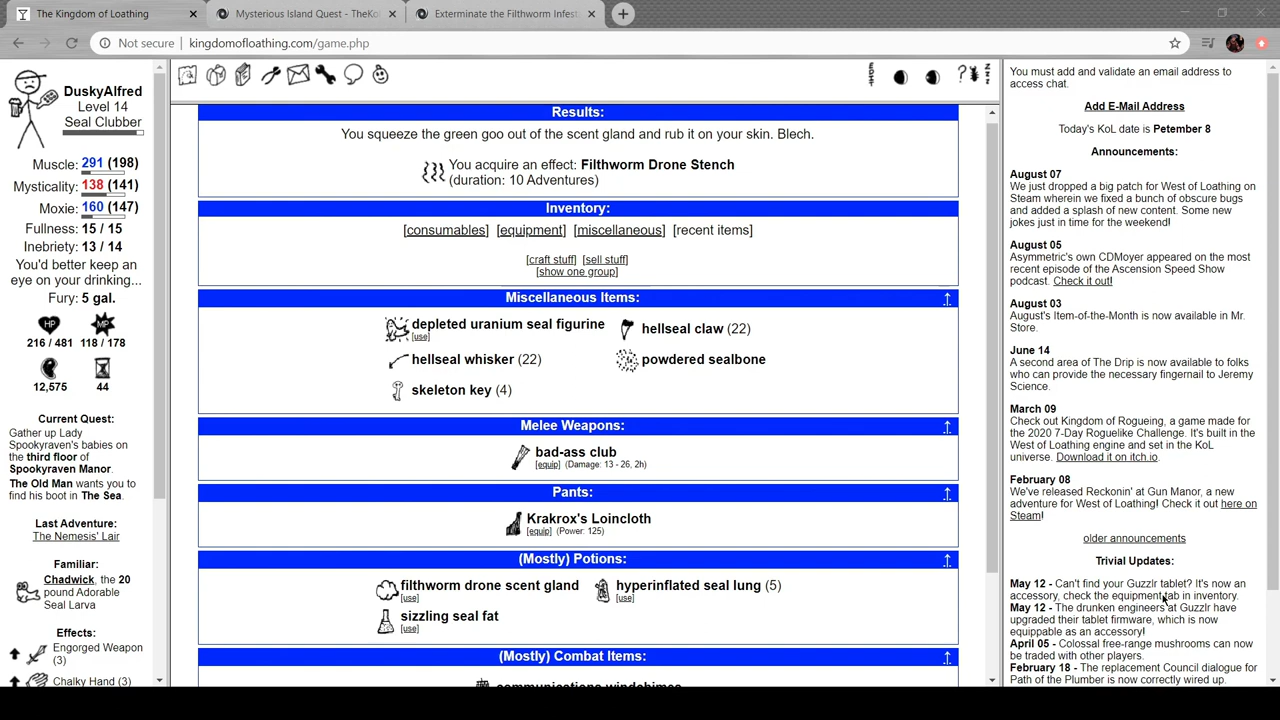 The Kingdom of Loathing
Mysterious Island Quest - TheKo
Exterminate the Filthworm Infest
Not secure
kingdomofloathing.com/game.php
DuskyAlfred
Level 14
Seal Clubber
Muscle: 291 (198)
Mysticality: 138 (141)
Moxie: 160 (147)
Fullness: 15 / 15
Inebriety: 13 / 14
You'd better keep an
eye on your drinking...
Fury: 5 gal.
HP
MP
216 / 481
118 / 178
12,575
44
Current Quest:
Gather up Lady
Spookyraven's babies on
the third floor of
Spookyraven Manor.
The Old Man wants you to
find his boot in The Sea.
Last Adventure:
The Nemesis' Lair
Familiar:
Chadwick, the 20
pound Adorable
Seal Larva
Effects:
Engorged Weapon
(3)
Chalky Hand (3)
Results:
You squeeze the green goo out of the scent gland and rub it on your skin. Blech.
You acquire an effect: Filthworm Drone Stench
(duration: 10 Adventures)
Inventory:
[consumables] [equipment] [miscellaneous] [recent items]
[craft stuff] [sell stuff]
[show one group]
Miscellaneous Items:
depleted uranium seal figurine
[use]
hellseal claw (22)
hellseal whisker (22)
powdered sealbone
skeleton key (4)
Melee Weapons:
bad-ass club
[equip] (Damage: 13 - 26, 2h)
Pants:
Krakrox's Loincloth
[equip] (Power: 125)
(Mostly) Potions:
filthworm drone scent gland
[use]
hyperinflated seal lung (5)
[use]
sizzling seal fat
[use]
(Mostly) Combat Items:
communications windchimes
You must add and validate an email address to
access chat.
Add E-Mail Address
Today's KoL date is Petember 8
Announcements:
August 07
We just dropped a big patch for West of Loathing on
Steam wherein we fixed a bunch of obscure bugs
and added a splash of new content. Some new
jokes just in time for the weekend!
August 05
Asymmetric's own CDMoyer appeared on the most
recent episode of the Ascension Speed Show
podcast. Check it out!
August 03
August's Item-of-the-Month is now available in Mr.
Store.
June 14
A second area of The Drip is now available to folks
who can provide the necessary fingernail to Jeremy
Science.
March 09
Check out Kingdom of Rogueing, a game made for
the 2020 7-Day Roguelike Challenge. It's built in the
West of Loathing engine and set in the KoL
universe. Download it on itch io.
February 08
We've released Reckonin' at Gun Manor, a new
adventure for West of Loathing! Check it out here on
Steam!
older announcements
Trivial Updates:
May 12 - Can't find your Guzzlr tablet? It's now an
accessory, check the equipment tab in inventory.
May 12 - The drunken engineers at Guzzlr have
upgraded their tablet firmware, which is now
equippable as an accessory!
April 05 - Colossal free-range mushrooms can now
be traded with other players.
February 18 - The replacement Council dialogue for
Path of the Plumber is now correctly wired up.